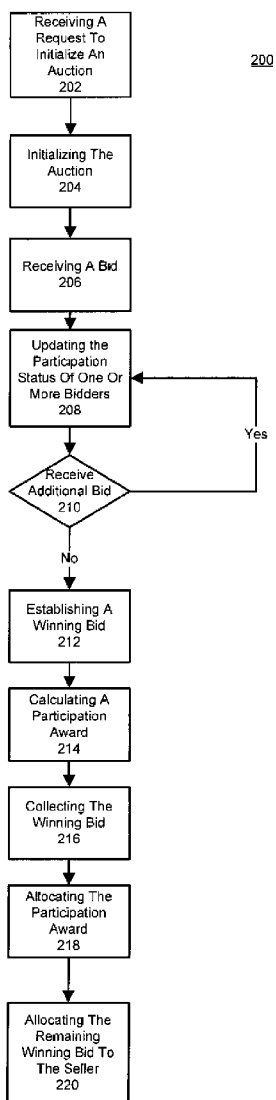 Receiving A
Request To
Initialize An
Auction
202
200
Initializing The
Auction
204
Receiving A Bid
206
Updating the
Participation
Status Of One Or
More Bidders
208
Yes
Receive
Additional Bid
210
No
Establishing A
Winning Bid
212
Calculating A
Participation
Award
214
Collecting The
Winning Bid
216
Allocating The
Participation
Award
218
Allocating The
Remaining
Winning Bid To
The Seller
220